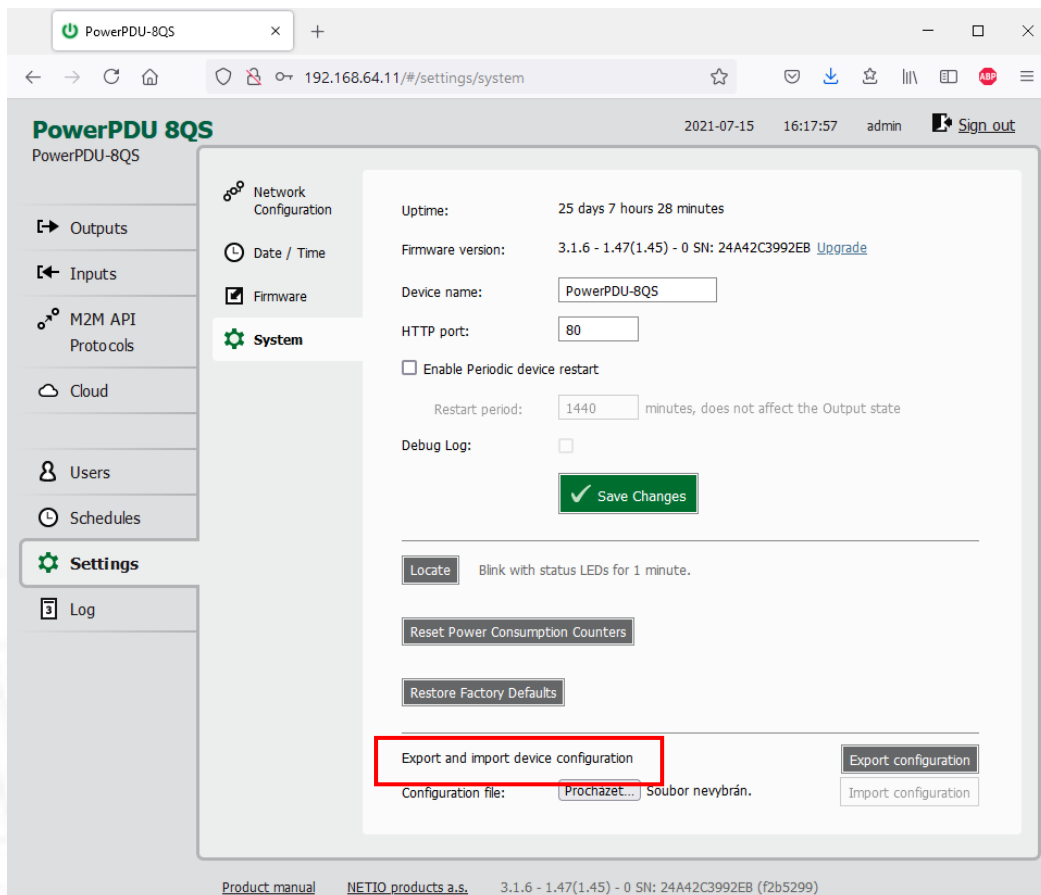 PowerPDU-8QS
192.168.64.11/#/settings/system
ABP
PowerPDU 8QS
PowerPDU-8QS
2021-07-15 16:17:57 admin Sign out
Outputs
Inputs
M2M API
Protocols
Cloud
Users
Schedules
Settings
3 Log
Network
Configuration
Date / Time
Firmware
System
Uptime: 25 days 7 hours 28 minutes
Firmware version: 3.1.6 - 1.47(1.45) - 0 SN: 24A42C3992EB Upgrade
Device name: PowerPDU-8QS
HTTP port: 80
Enable Periodic device restart
Restart period: 1440 minutes, does not affect the Output state
Debug Log:
Save Changes
Locate Blink with status LEDs for 1 minute.
Reset Power Consumption Counters
Restore Factory Defaults
Export and import device configuration Export configuration
Configuration file: Procházet... Soubor nevybrán. Import configuration
Product manual NETIO products a.s. 3.1.6 - 1.47(1.45) - 0 SN: 24A42C3992EB (f2b5299)